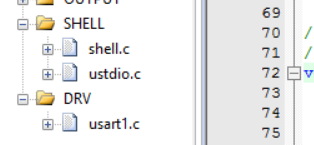 OUTPUT
SHELL
shell.c
ustdio.c
DRV
usart1.c
69
70 /
71 /
72 v
73
74
75